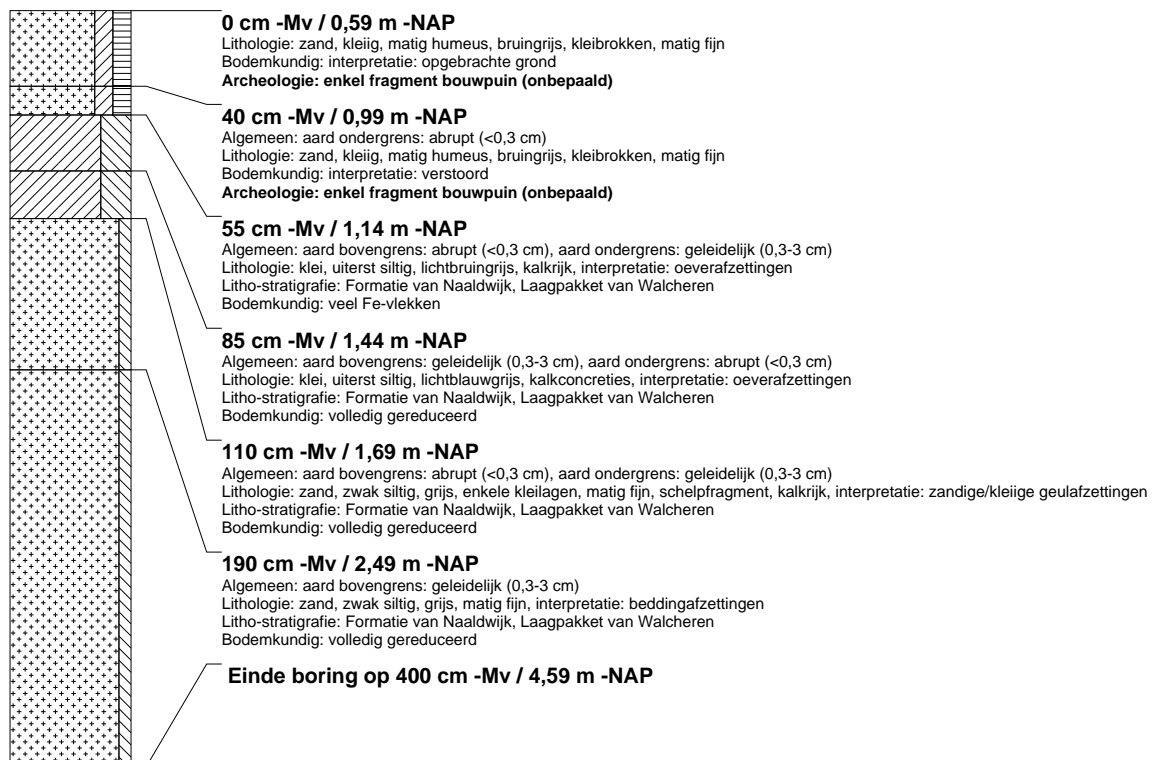 0 cm -Mv / 0,59 m -NAP
Lithologie: zand, kleiig, matig humeus, bruingrijs, kleibrokken, matig fijn
Bodemkundig: interpretatie: opgebrachte grond
Archeologie: enkel fragment bouwpuin (onbepaald)
40 cm -Mv / 0,99 m -NAP
Algemeen: aard ondergrens: abrupt (<0,3 cm)
Lithologie: zand, kleiig, matig humeus, bruingrijs, kleibrokken, matig fijn
Bodemkundig: interpretatie: verstoord
Archeologie: enkel fragment bouwpuin (onbepaald)
55 cm -Mv / 1,14 m -NAP
Algemeen: aard bovengrens: abrupt (<0,3 cm), aard ondergrens: geleidelijk (0,3-3 cm)
Lithologie: klei, uiterst siltig, lichtbruingrijs, kalkrijk, interpretatie: oeverafzettingen
Litho-stratigrafie: Formatie van Naaldwijk, Laagpakket van Walcheren
Bodemkundig: veel Fe-vlekken
85 cm -Mv / 1,44 m -NAP
Algemeen: aard bovengrens: geleidelijk (0,3-3 cm), aard ondergrens: abrupt (<0,3 cm)
Lithologie: klei, uiterst siltig, lichtblauwgrijs, kalkconcreties, interpretatie: oeverafzettingen
Litho-stratigrafie: Formatie van Naaldwijk, Laagpakket van Walcheren
Bodemkundig: volledig gereduceerd
110 cm -Mv / 1,69 m -NAP
Algemeen: aard bovengrens: abrupt (<0,3 cm), aard ondergrens: geleidelijk (0,3-3 cm)
Lithologie: zand, zwak siltig, grijs, enkele kleilagen, matig fijn, schelpfragment, kalkrijk, interpretatie: zandige/kleiige geulafzettingen
Litho-stratigrafie: Formatie van Naaldwijk, Laagpakket van Walcheren
Bodemkundig: volledig gereduceerd
190 cm -Mv / 2,49 m -NAP
Algemeen: aard bovengrens: geleidelijk (0,3-3 cm)
Lithologie: zand, zwak siltig, grijs, matig fijn, interpretatie: beddingafzettingen
Litho-stratigrafie: Formatie van Naaldwijk, Laagpakket van Walcheren
Bodemkundig: volledig gereduceerd
Einde boring op 400 cm -Mv / 4,59 m -NAP